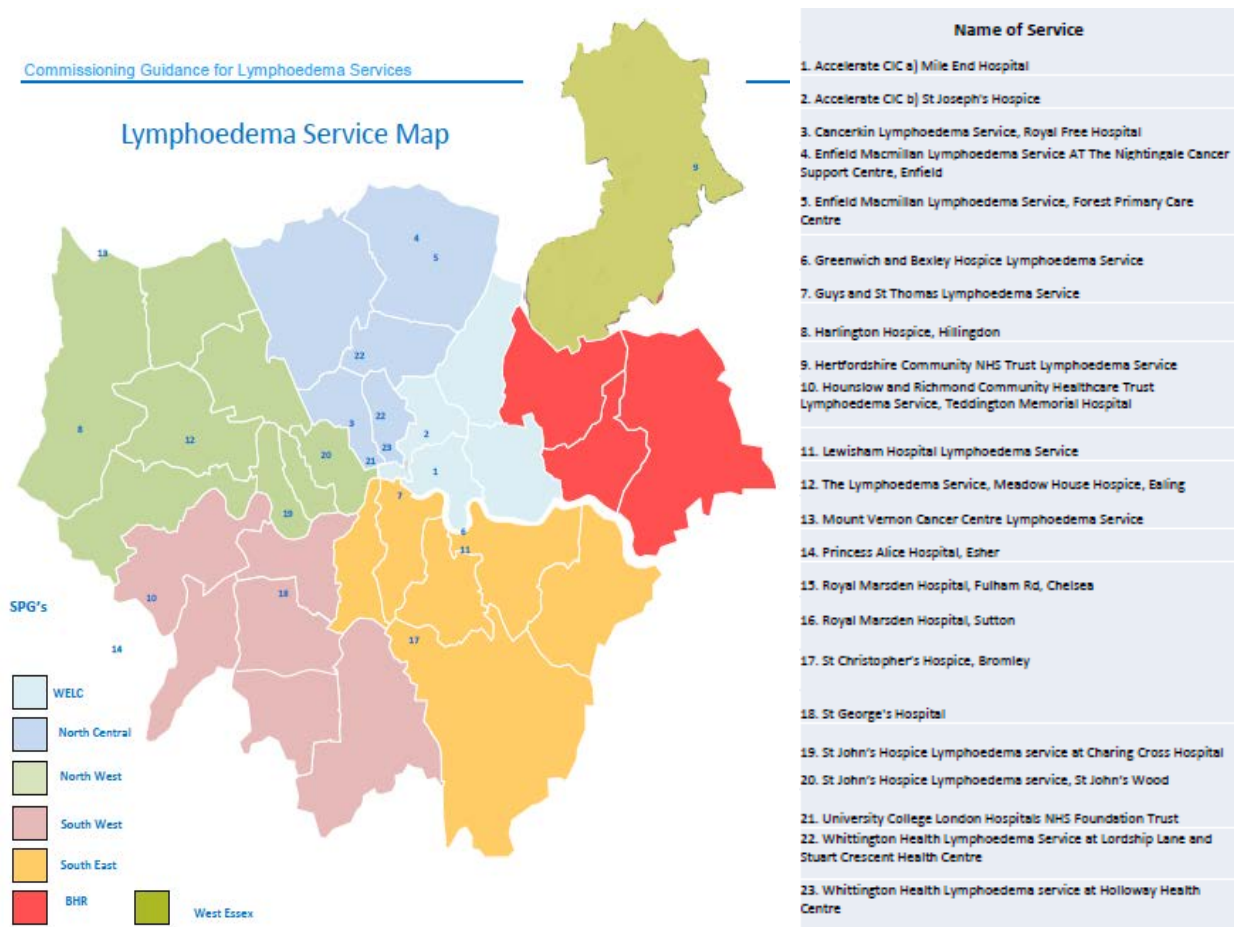 Commissioning Guidance for Lymphoedema Services
Lymphoedema Service Map
9
13
4
5
22
8
12
3
22
2
20
21
23
1
19
7
6
11
10
18
14
17
SPG's
WELC
North Central
North West
South West
South East
BHR
West Essex
Name of Service
1. Accelerate CIC a) Mile End Hospital
2. Accelerate CIC b) St Joseph's Hospice
3. Cancerkin Lymphoedema Service, Royal Free Hospital
4. Enfield Macmillan Lymphoedema Service AT The Nightingale Cancer
Support Centre, Enfield
5. Enfield Macmillan Lymphoedema Service, Forest Primary Care
Centre
6. Greenwich and Bexley Hospice Lymphoedema Service
7. Guys and St Thomas Lymphoedema Service
8. Harlington Hospice, Hillingdon
9. Hertfordshire Community NHS Trust Lymphoedema Service
10. Hounslow and Richmond Community Healthcare Trust
Lymphoedema Service, Teddington Memorial Hospital
11. Lewisham Hospital Lymphoedema Service
12. The Lymphoedema Service, Meadow House Hospice, Ealing
13. Mount Vernon Cancer Centre Lymphoedema Service
14. Princess Alice Hospital, Esher
15. Royal Marsden Hospital, Fulham Rd, Chelsea
16. Royal Marsden Hospital, Sutton
17. St Christopher's Hospice, Bromley
18. St George's Hospital
19. St John's Hospice Lymphoedema service at Charing Cross Hospital
20. St John's Hospice Lymphoedema service, St John's Wood
21. University College London Hospitals NHS Foundation Trust
22. Whittington Health Lymphoedema Service at Lordship Lane and
Stuart Crescent Health Centre
23. Whittington Health Lymphoedema service at Holloway Health
Centre